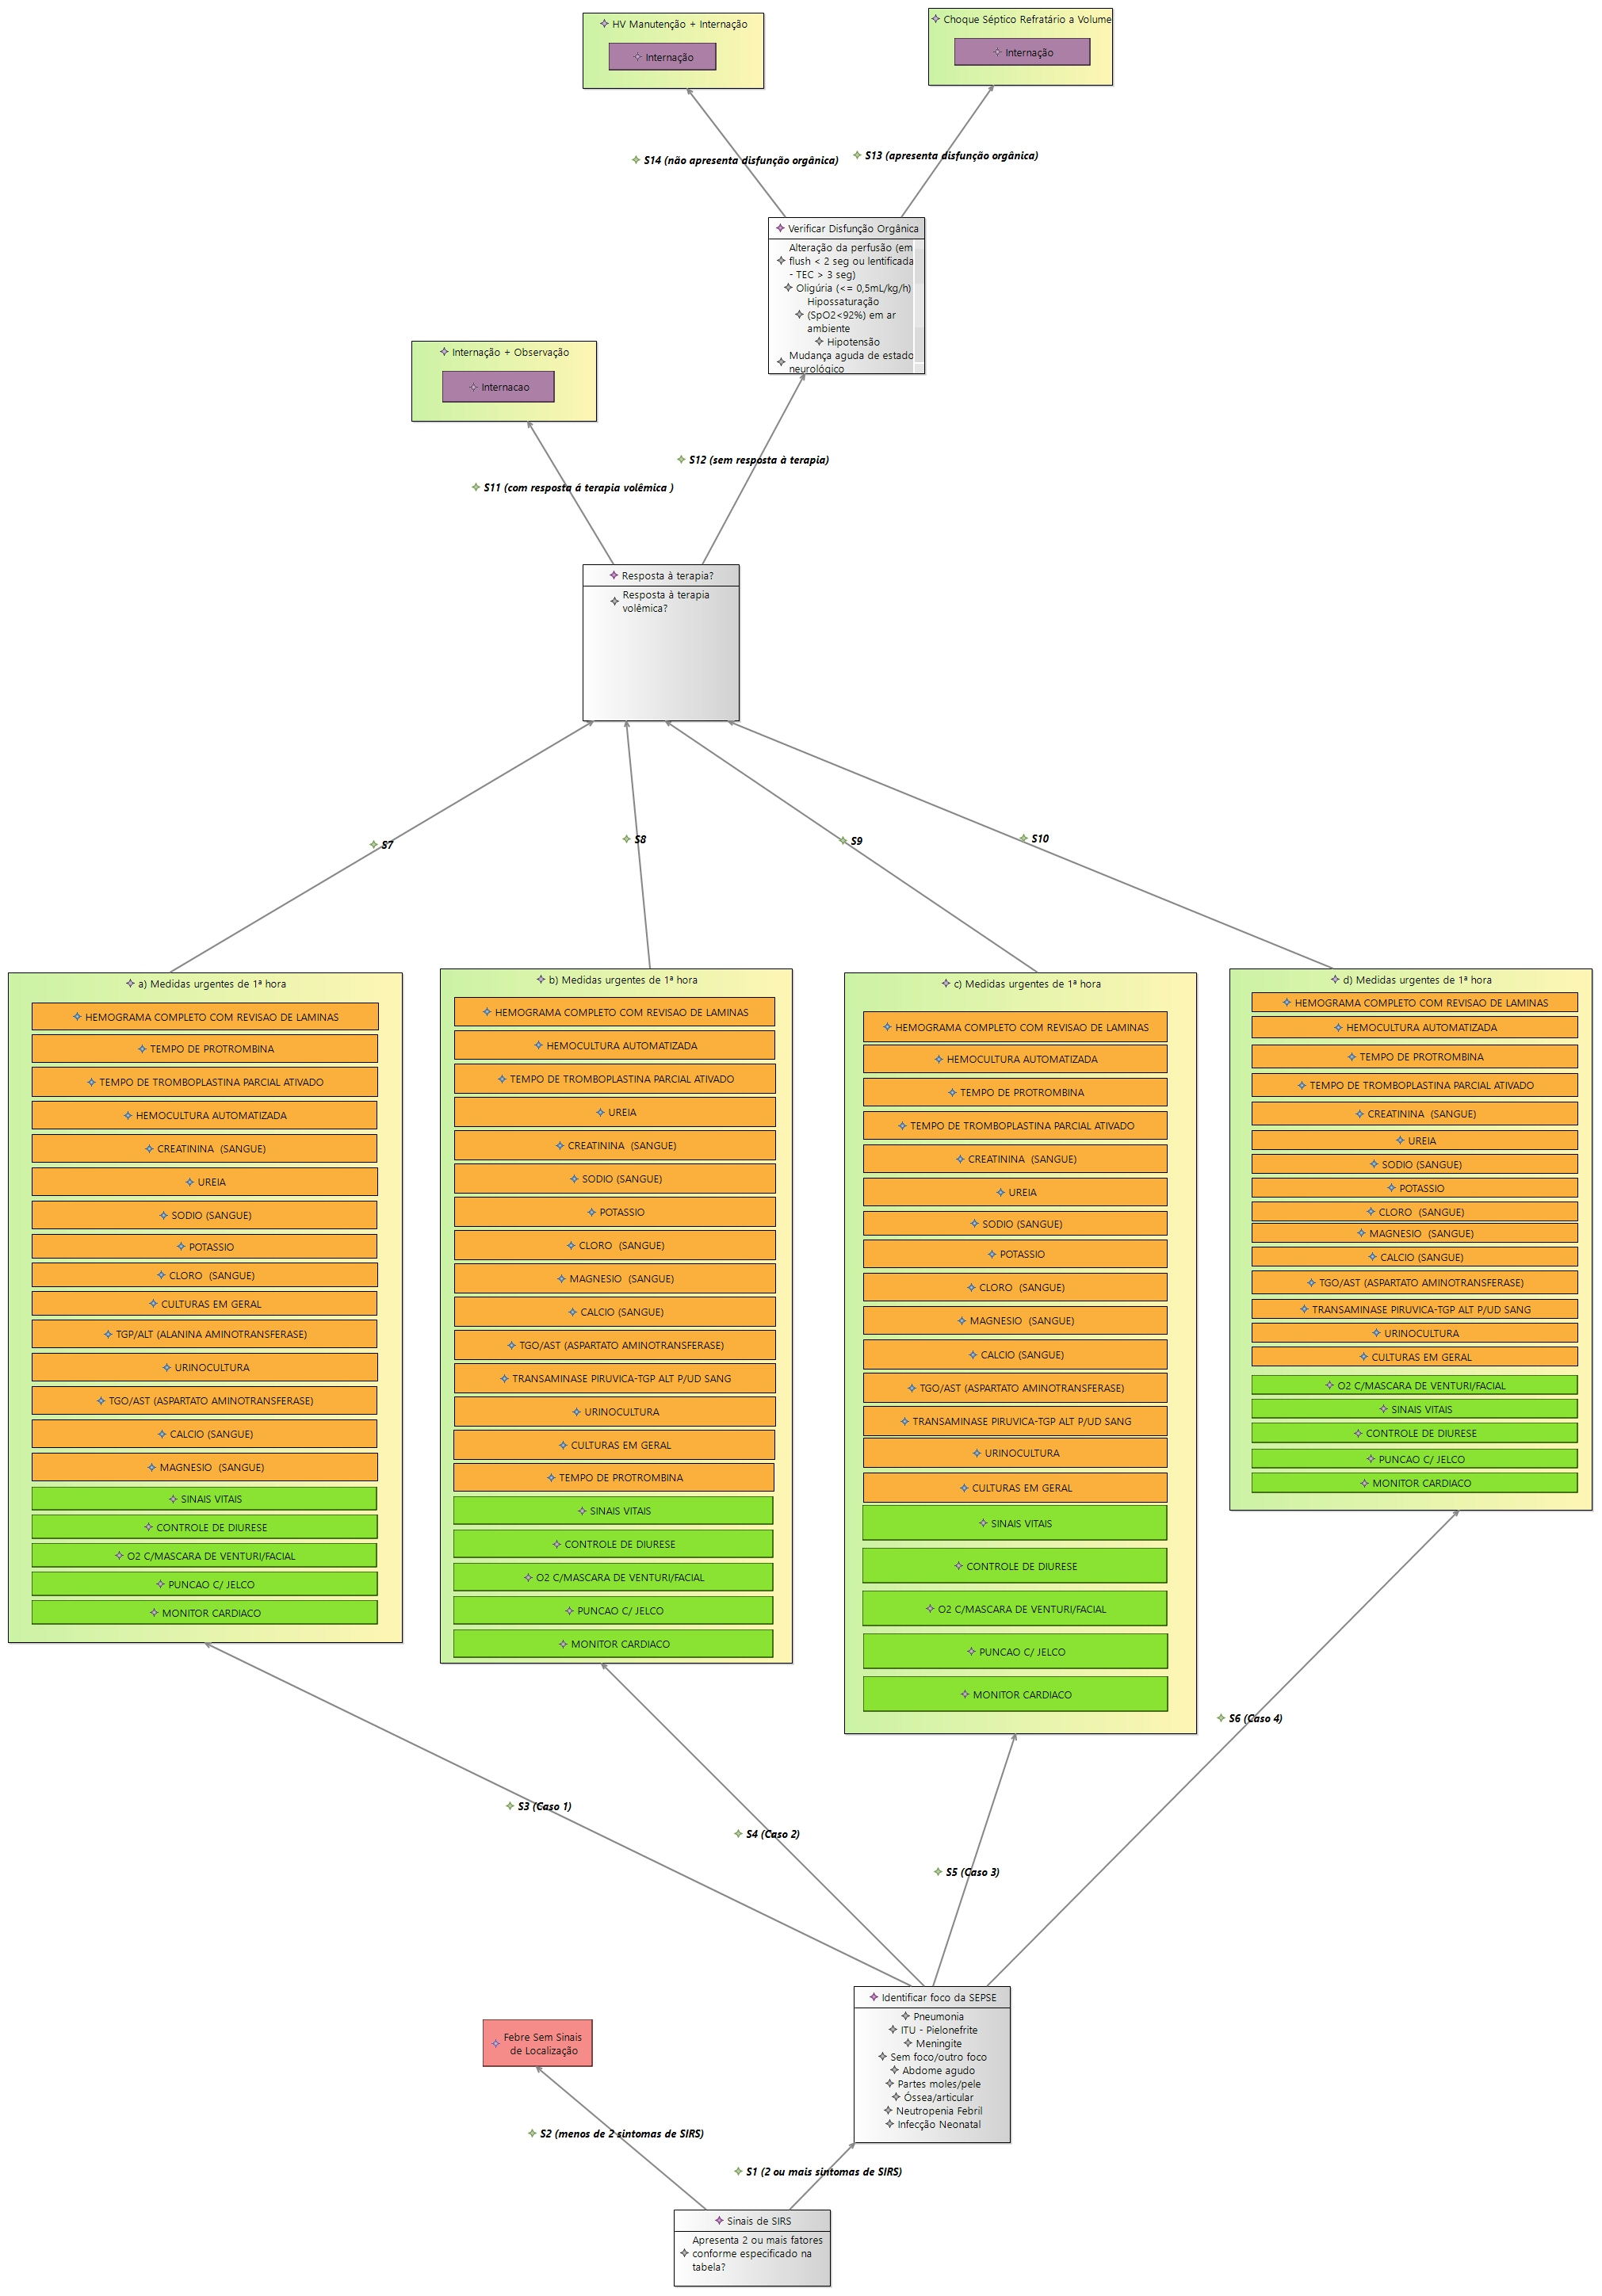 HV Manutenção + Internação
Internação
Choque Séptico Refratário a Volume
Internação
S14 (não apresenta disfunção orgânica)
S13 (apresenta disfunção orgânica)
Verificar Disfunção Orgânica
Alteração da perfusão (em
flush < 2 seg ou lentificada
- TEC > 3 seg)
Oligúria (<= 0,5mL/kg/h)
Hipossaturação
(SpO2<92%) em ar
ambiente
Hipotensão
Mudança aguda de estado
neurológico
Internação + Observação
Internacao
S12 (sem resposta à terapia)
S11 (com resposta á terapia volêmica )
Resposta à terapia?
Resposta à terapia
volêmica?
S7
S8
S9
S10
a) Medidas urgentes de 1ª hora
HEMOGRAMA COMPLETO COM REVISAO DE LAMINAS
TEMPO DE PROTROMBINA
TEMPO DE TROMBOPLASTINA PARCIAL ATIVADO
HEMOCULTURA AUTOMATIZADA
CREATININA  (SANGUE)
UREIA
SODIO (SANGUE)
POTASSIO
CLORO  (SANGUE)
CULTURAS EM GERAL
TGP/ALT (ALANINA AMINOTRANSFERASE)
URINOCULTURA
TGO/AST (ASPARTATO AMINOTRANSFERASE)
CALCIO (SANGUE)
MAGNESIO  (SANGUE)
SINAIS VITAIS
CONTROLE DE DIURESE
O2 C/MASCARA DE VENTURI/FACIAL
PUNCAO C/ JELCO
MONITOR CARDIACO
b) Medidas urgentes de 1ª hora
HEMOGRAMA COMPLETO COM REVISAO DE LAMINAS
HEMOCULTURA AUTOMATIZADA
TEMPO DE TROMBOPLASTINA PARCIAL ATIVADO
UREIA
CREATININA  (SANGUE)
SODIO (SANGUE)
POTASSIO
CLORO  (SANGUE)
MAGNESIO  (SANGUE)
CALCIO (SANGUE)
TGO/AST (ASPARTATO AMINOTRANSFERASE)
TRANSAMINASE PIRUVICA-TGP ALT P/UD SANG
URINOCULTURA
CULTURAS EM GERAL
TEMPO DE PROTROMBINA
SINAIS VITAIS
CONTROLE DE DIURESE
O2 C/MASCARA DE VENTURI/FACIAL
PUNCAO C/ JELCO
MONITOR CARDIACO
c) Medidas urgentes de 1ª hora
HEMOGRAMA COMPLETO COM REVISAO DE LAMINAS
HEMOCULTURA AUTOMATIZADA
TEMPO DE PROTROMBINA
TEMPO DE TROMBOPLASTINA PARCIAL ATIVADO
CREATININA  (SANGUE)
UREIA
SODIO (SANGUE)
POTASSIO
CLORO  (SANGUE)
MAGNESIO  (SANGUE)
CALCIO (SANGUE)
TGO/AST (ASPARTATO AMINOTRANSFERASE)
TRANSAMINASE PIRUVICA-TGP ALT P/UD SANG
URINOCULTURA
CULTURAS EM GERAL
SINAIS VITAIS
CONTROLE DE DIURESE
O2 C/MASCARA DE VENTURI/FACIAL
PUNCAO C/ JELCO
MONITOR CARDIACO
d) Medidas urgentes de 1ª hora
HEMOGRAMA COMPLETO COM REVISAO DE LAMINAS
HEMOCULTURA AUTOMATIZADA
TEMPO DE PROTROMBINA
TEMPO DE TROMBOPLASTINA PARCIAL ATIVADO
CREATININA  (SANGUE)
UREIA
SODIO (SANGUE)
POTASSIO
CLORO  (SANGUE)
MAGNESIO  (SANGUE)
CALCIO (SANGUE)
TGO/AST (ASPARTATO AMINOTRANSFERASE)
TRANSAMINASE PIRUVICA-TGP ALT P/UD SANG
URINOCULTURA
CULTURAS EM GERAL
O2 C/MASCARA DE VENTURI/FACIAL
SINAIS VITAIS
CONTROLE DE DIURESE
PUNCAO C/ JELCO
MONITOR CARDIACO
S6 (Caso 4)
S3 (Caso 1)
S4 (Caso 2)
S5 (Caso 3)
Identificar foco da SEPSE
Pneumonia
ITU - Pielonefrite
Meningite
Sem foco/outro foco
Abdome agudo
Partes moles/pele
Óssea/articular
Neutropenia Febril
Infecção Neonatal
Febre Sem Sinais
de Localização
S2 (menos de 2 sintomas de SIRS)
S1 (2 ou mais sintomas de SIRS)
Sinais de SIRS
Apresenta 2 ou mais fatores
conforme especificado na
tabela?